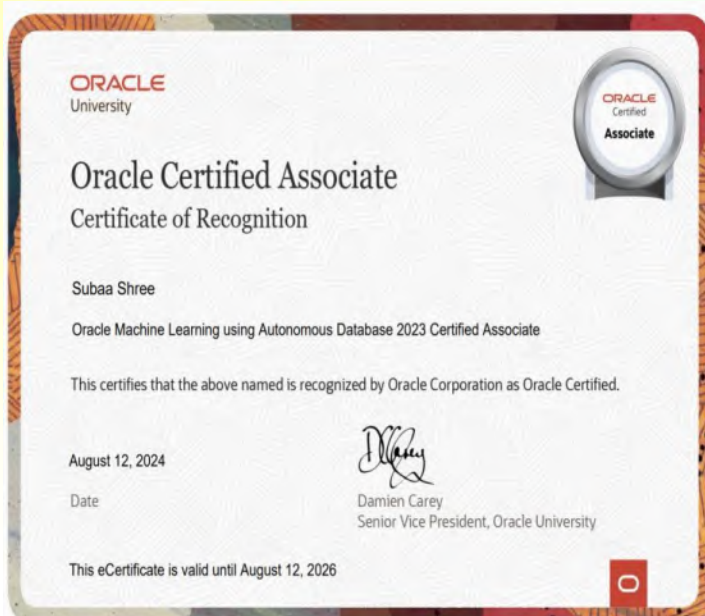 ORACLE
University
ORACLE
Certified
Associate
Oracle Certified Associate
Certificate of Recognition
Subaa Shree
Oracle Machine Learning using Autonomous Database 2023 Certified Associate
This certifies that the above named is recognized by Oracle Corporation as Oracle Certified.
August 12, 2024
Date
Damien Carey
Senior Vice President, Oracle University
This eCertificate is valid until August 12, 2026